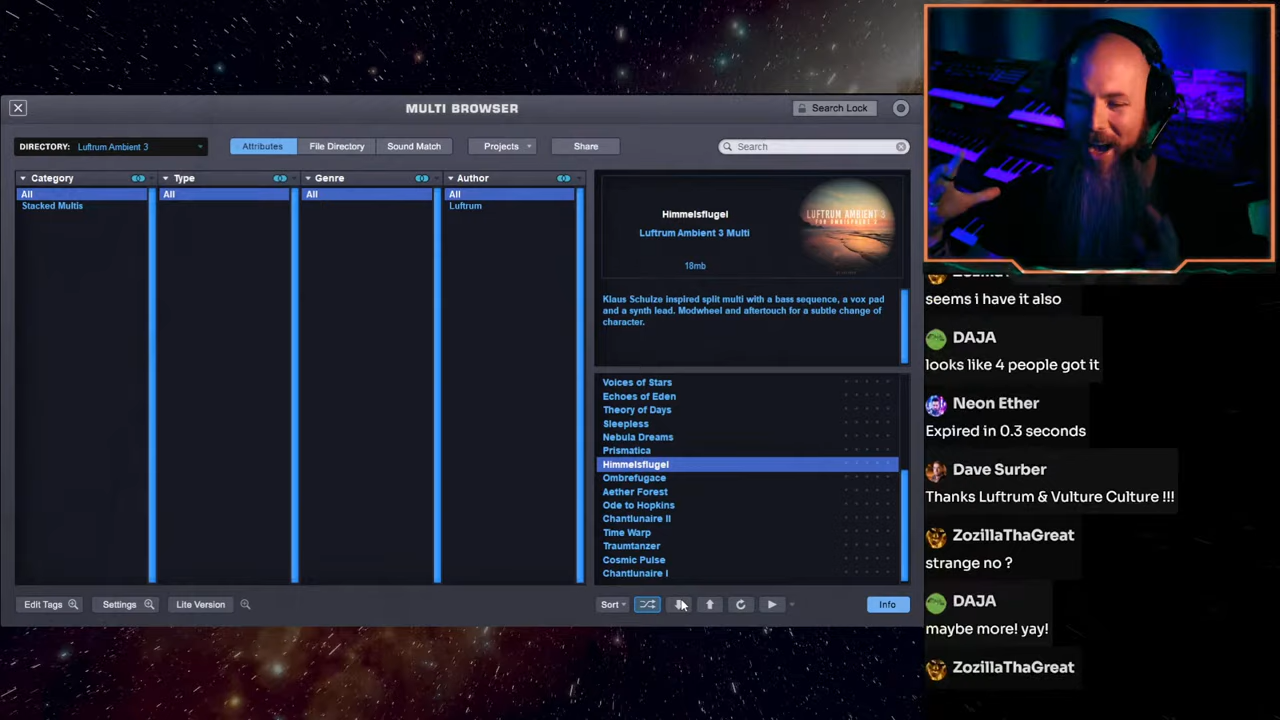 MULTI BROWSER
Search Lock
DIRECTORY: Luftrum Ambient 3
Attributes
File Directory
Sound Match
Projects
Share
Search
Category
Type
Genre
Author
All
All
All
All
Stacked Multis
Luftrum
Himmelsflugel
Luftrum Ambient 3 Multi
18mb
LUFTRUM AMBIENT 3
Klaus Schulze inspired split multi with a bass sequence, a vox pad
and a synth lead. Modwheel and aftertouch for a subtle change of
character.
Voices of Stars
Echoes of Eden
Theory of Days
Sleepless
Nebula Dreams
Prismatica
Himmelsflugel
Ombrefugace
Aether Forest
Ode to Hopkins
Chantlunaire II
Time Warp
Traumtanzer
Cosmic Pulse
Chantlunaire I
Edit Tags
Settings
Lite Version
Sort
Info
seems i have it also
DAJA
looks like 4 people got it
Neon Ether
Expired in 0.3 seconds
Dave Surber
Thanks Luftrum & Vulture Culture !!!
ZozillaThaGreat
strange no ?
DAJA
maybe more! yay!
ZozillaThaGreat